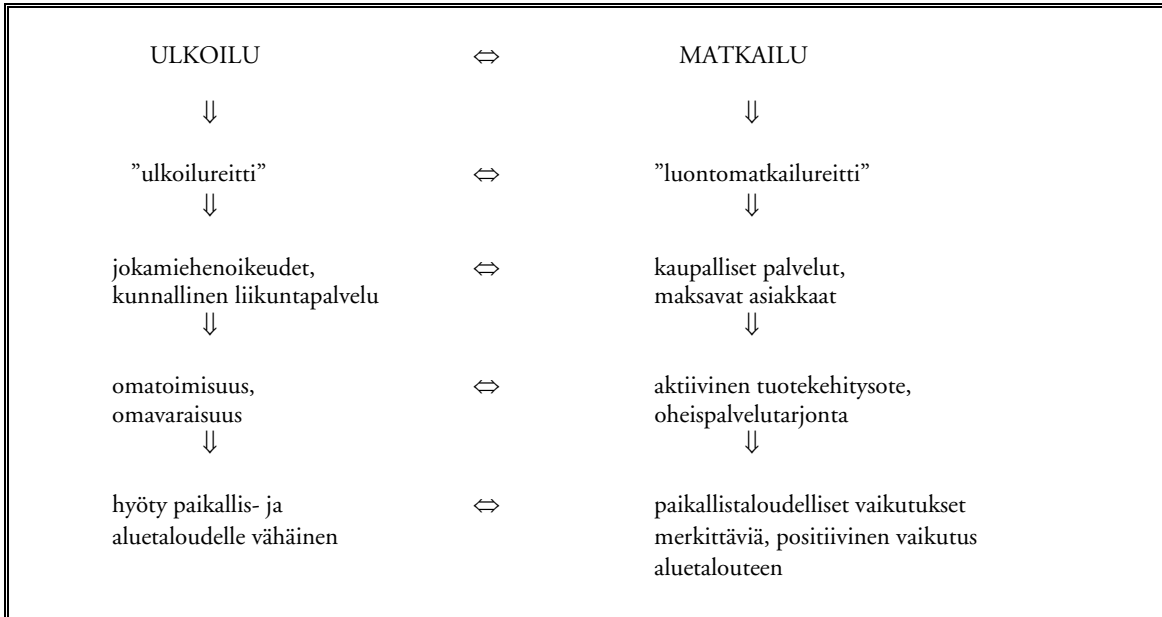 ULKOILU ⇔ MATKAILU
⇓ ⇓
”ulkoilureitti” ⇔ ”luontomatkailureitti”
⇓ ⇓
jokamiehenoikeudet, ⇔ kaupalliset palvelut,
kunnallinen liikuntapalvelu maksavat asiakkaat
⇓ ⇓
omatoimisuus, ⇔ aktiivinen tuotekehitysote,
omavaraisuus oheispalvelutarjonta
⇓ ⇓
hyöty paikallis- ja ⇔ paikallistaloudelliset vaikutukset
aluetaloudelle vähäinen merkittäviä, positiivinen vaikutus
aluetalouteen